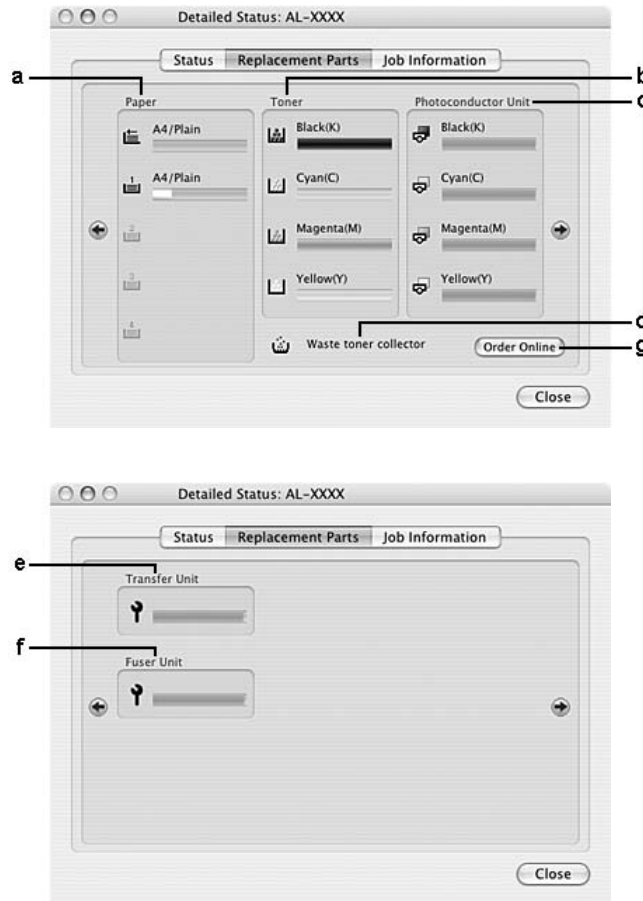 Detailed Status: AL-XXXX
Status Replacement Parts Job Information
a
b
c
Paper Toner Photoconductor Unit
A4/Plain Black(K) Black(K)
1 A4/Plain Cyan(C) Cyan(C)
2 Magenta(M) Magenta(M)
3 Yellow(Y) Yellow(Y)
4
d
Waste toner collector Order Online g
Close
Detailed Status: AL-XXXX
Status Replacement Parts Job Information
e
Transfer Unit
f
Fuser Unit
Close